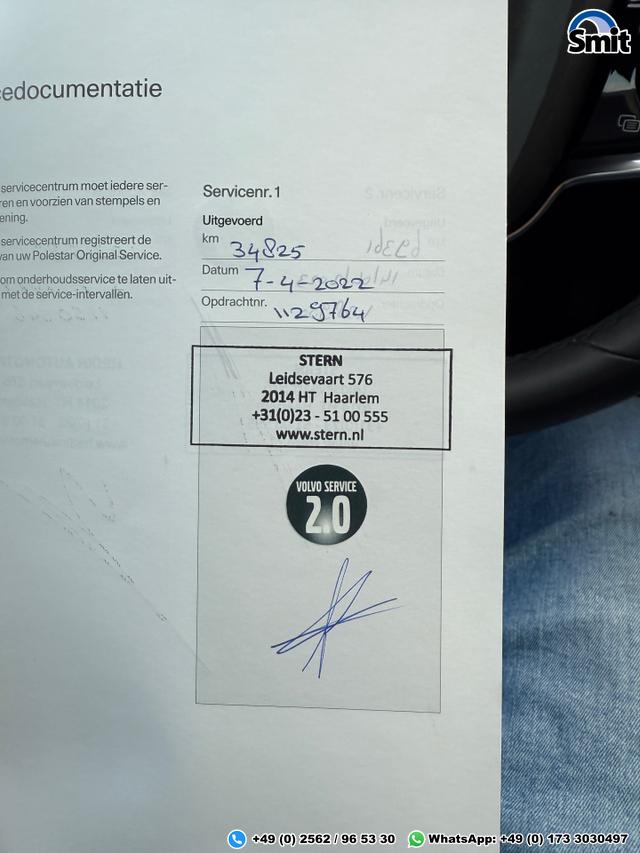 Smit
cedocumentatie
servicecentrum moet iedere ser-
ren en voorzien van stempels en
ening.
servicecentrum registreert de
van uw Polestar Original Service.
om onderhoudsservice te laten uit-
met de service-intervallen.
Servicenr. 1
Uitgevoerd
km 34825
Datum 7-4-2022
Opdrachtnr. 1129764
STERN
Leidsevaart 576
2014 HT Haarlem
+31(0)23 - 51 00 555
www.stern.nl
VOLVO SERVICE
2.0
+49 (0) 2562 / 96 53 30 WhatsApp: +49 (0) 173 3030497